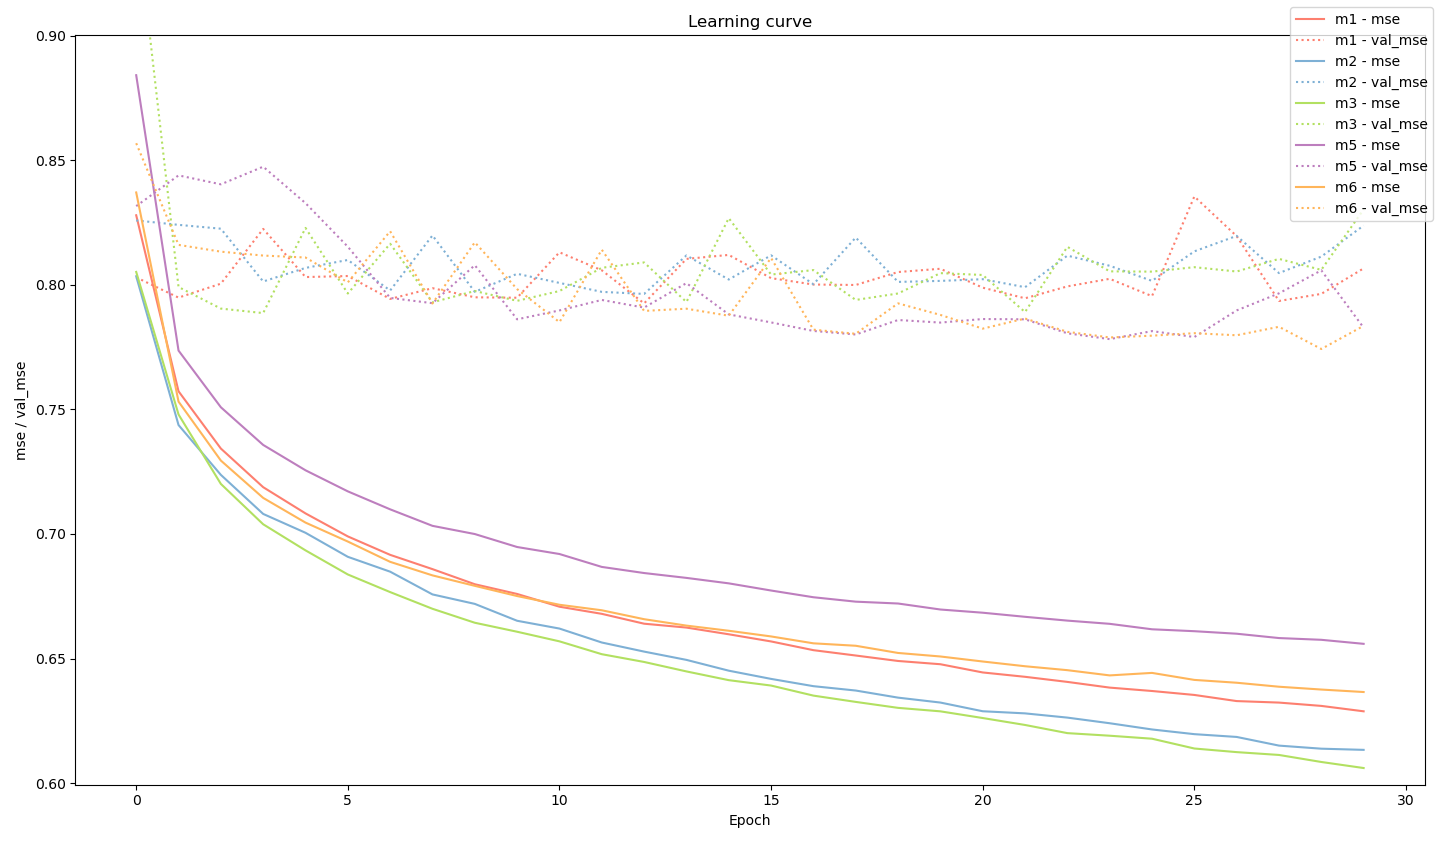 Learning curve
m1 - mse
m1 - val_mse
m2 - mse
m2 - val_mse
m3 - mse
m3 - val_mse
m5 - mse
m5 - val_mse
m6 - mse
m6 - val_mse
0.90
0.85
0.80
0.75
0.70
0.65
0.60
mse / val_mse
0 5 10 15 20 25 30
Epoch